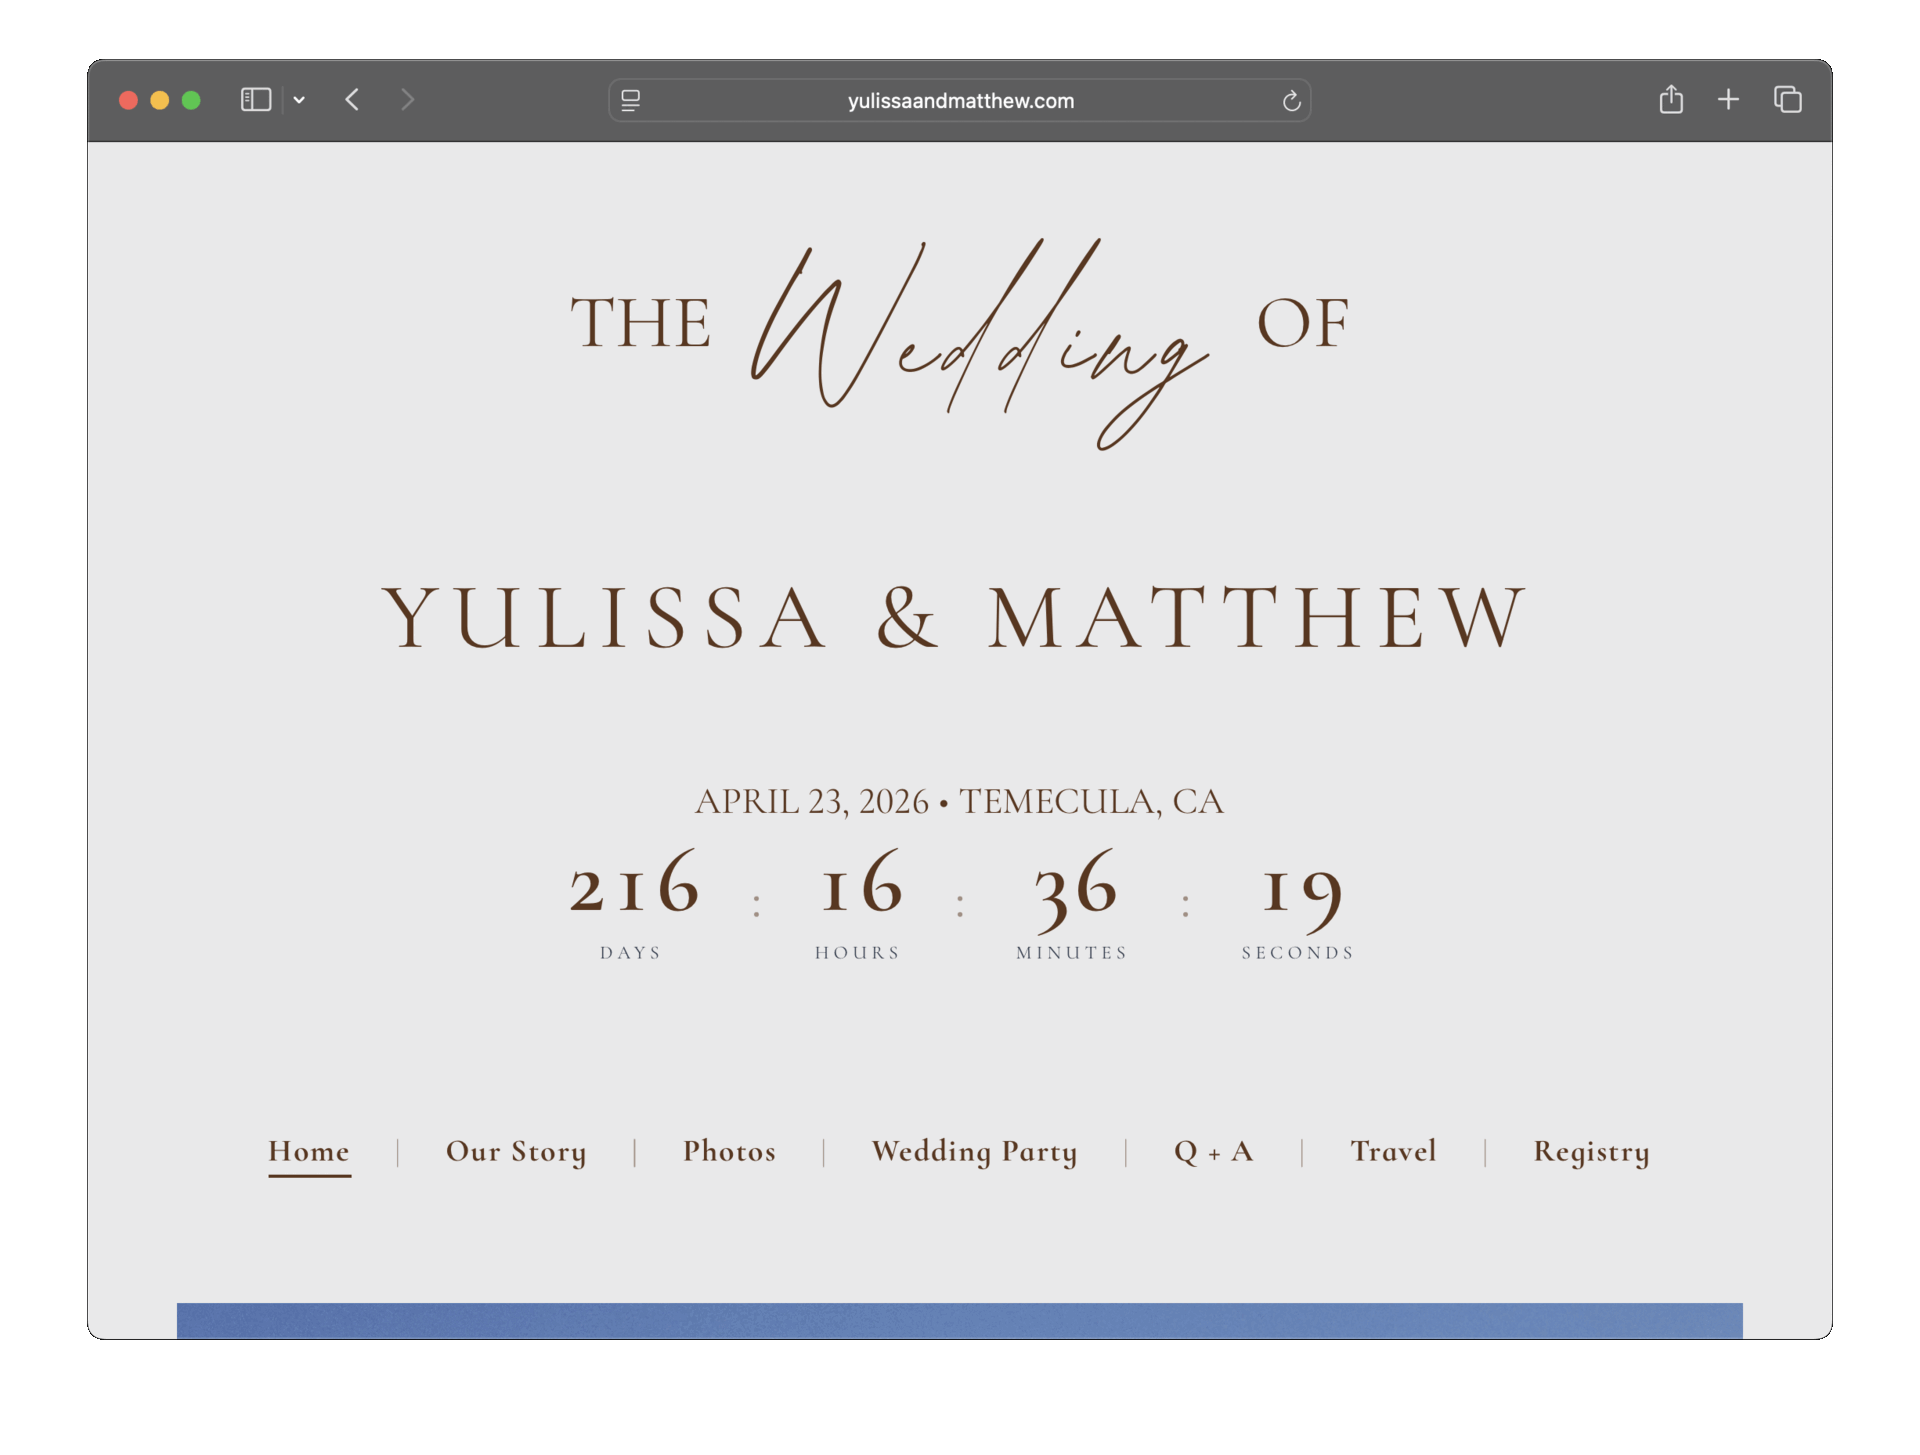 yulissaandmatthew.com
THE Wedding OF
YULISSA & MATTHEW
APRIL 23, 2026 • TEMECULA, CA
216 : 16 : 36 : 19
DAYS HOURS MINUTES SECONDS
Home | Our Story | Photos | Wedding Party | Q + A | Travel | Registry